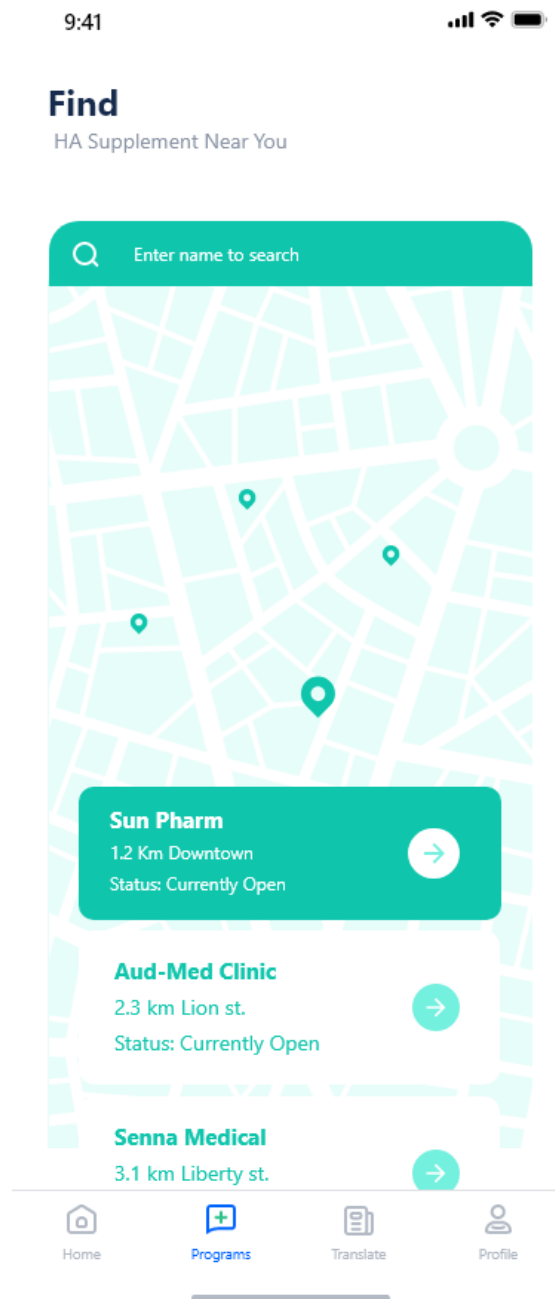 9:41
Find
HA Supplement Near You
Enter name to search
Sun Pharm
1.2 Km Downtown
Status: Currently Open
Aud-Med Clinic
2.3 km Lion st.
Status: Currently Open
Senna Medical
3.1 km Liberty st.
Home
Programs
Translate
Profile